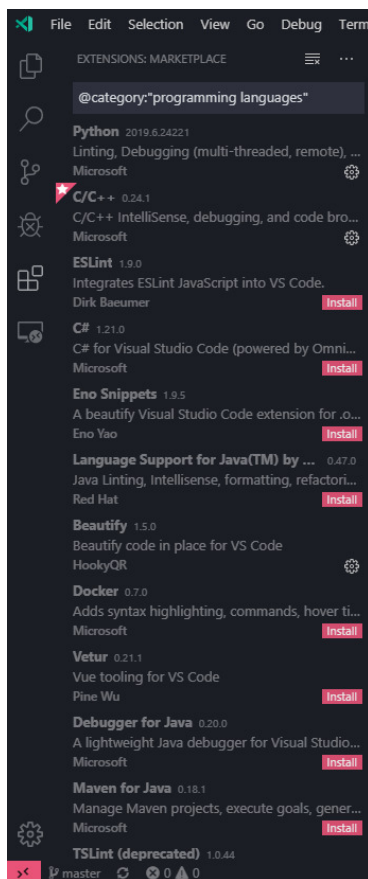 File Edit Selection View Go Debug Term
EXTENSIONS: MARKETPLACE
@category:"programming languages"
Python 2019.6.24221
Linting, Debugging (multi-threaded, remote), ...
Microsoft
C/C++ 0.24.1
C/C++ IntelliSense, debugging, and code bro...
Microsoft
ESLint 1.9.0
Integrates ESLint JavaScript into VS Code.
Dirk Baeumer Install
C# 1.21.0
C# for Visual Studio Code (powered by Omni...
Microsoft Install
Eno Snippets 1.9.5
A beautify Visual Studio Code extension for .o...
Eno Yao Install
Language Support for Java(TM) by ... 0.47.0
Java Linting, Intellisense, formatting, refactori...
Red Hat Install
Beautify 1.5.0
Beautify code in place for VS Code
HookyQR
Docker 0.7.0
Adds syntax highlighting, commands, hover ti...
Microsoft Install
Vetur 0.21.1
Vue tooling for VS Code
Pine Wu Install
Debugger for Java 0.20.0
A lightweight Java debugger for Visual Studio...
Microsoft Install
Maven for Java 0.18.1
Manage Maven projects, execute goals, gener...
Microsoft Install
TSLint (deprecated) 1.0.44
master 0 0